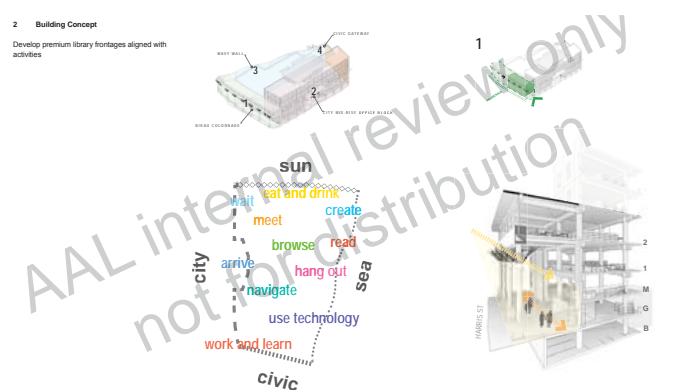 2 Building Concept
Develop premium library frontages aligned with
activities
CIVIC GATEWAY
4
WAVY WALL
3
2
1
CITY MID-RISE OFFICE BLOCK
BIRAG COLONNADE
1
AAL internal review only
not for distribution
sun
wait
eat and drink
create
meet
browse
read
city
arrive
hang out
sea
navigate
use technology
work and learn
civic
2
1
M
G
B
HARRIS ST